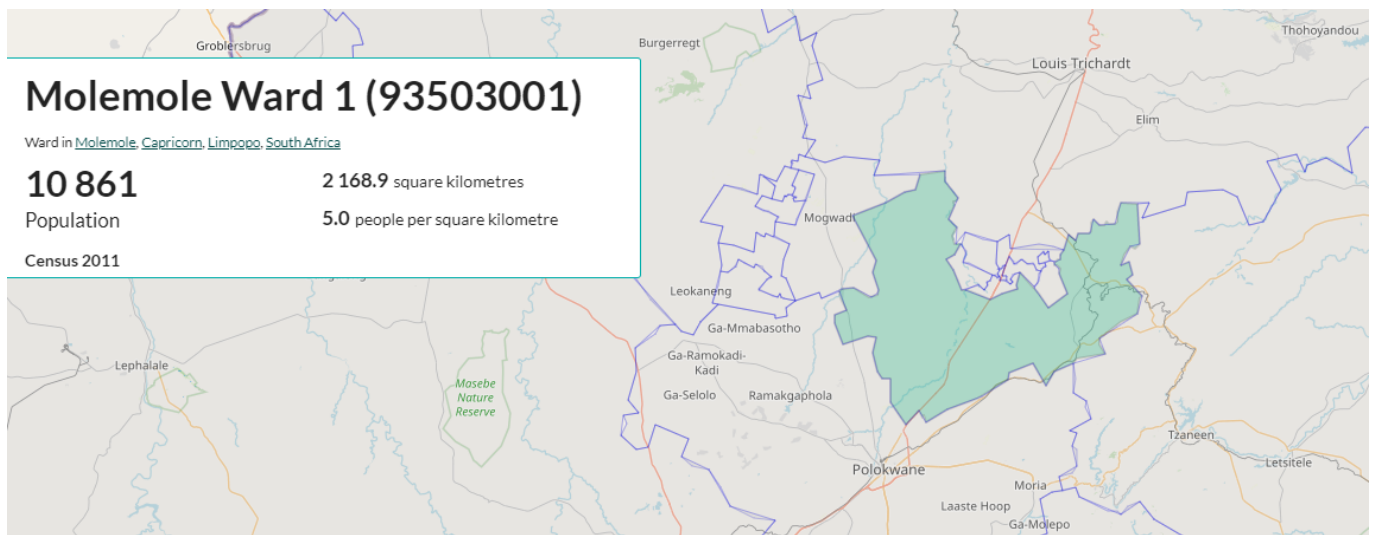 Groblersbrug
Burgerregt
Thohoyandou
Louis Trichardt
Molemole Ward 1 (93503001)
Elim
Ward in Molemole, Capricorn, Limpopo, South Africa
10 861
2 168.9 square kilometres
Population
5.0 people per square kilometre
Mogwadi
Census 2011
Leokaneng
Ga-Mmabasotho
Ga-Ramokadi-
Kadi
Lephalale
Masebe
Nature
Reserve
Ga-Selolo
Ramakgaphola
Tzaneen
Letsitele
Polokwane
Moria
Laaste Hoop
Ga-Molepo